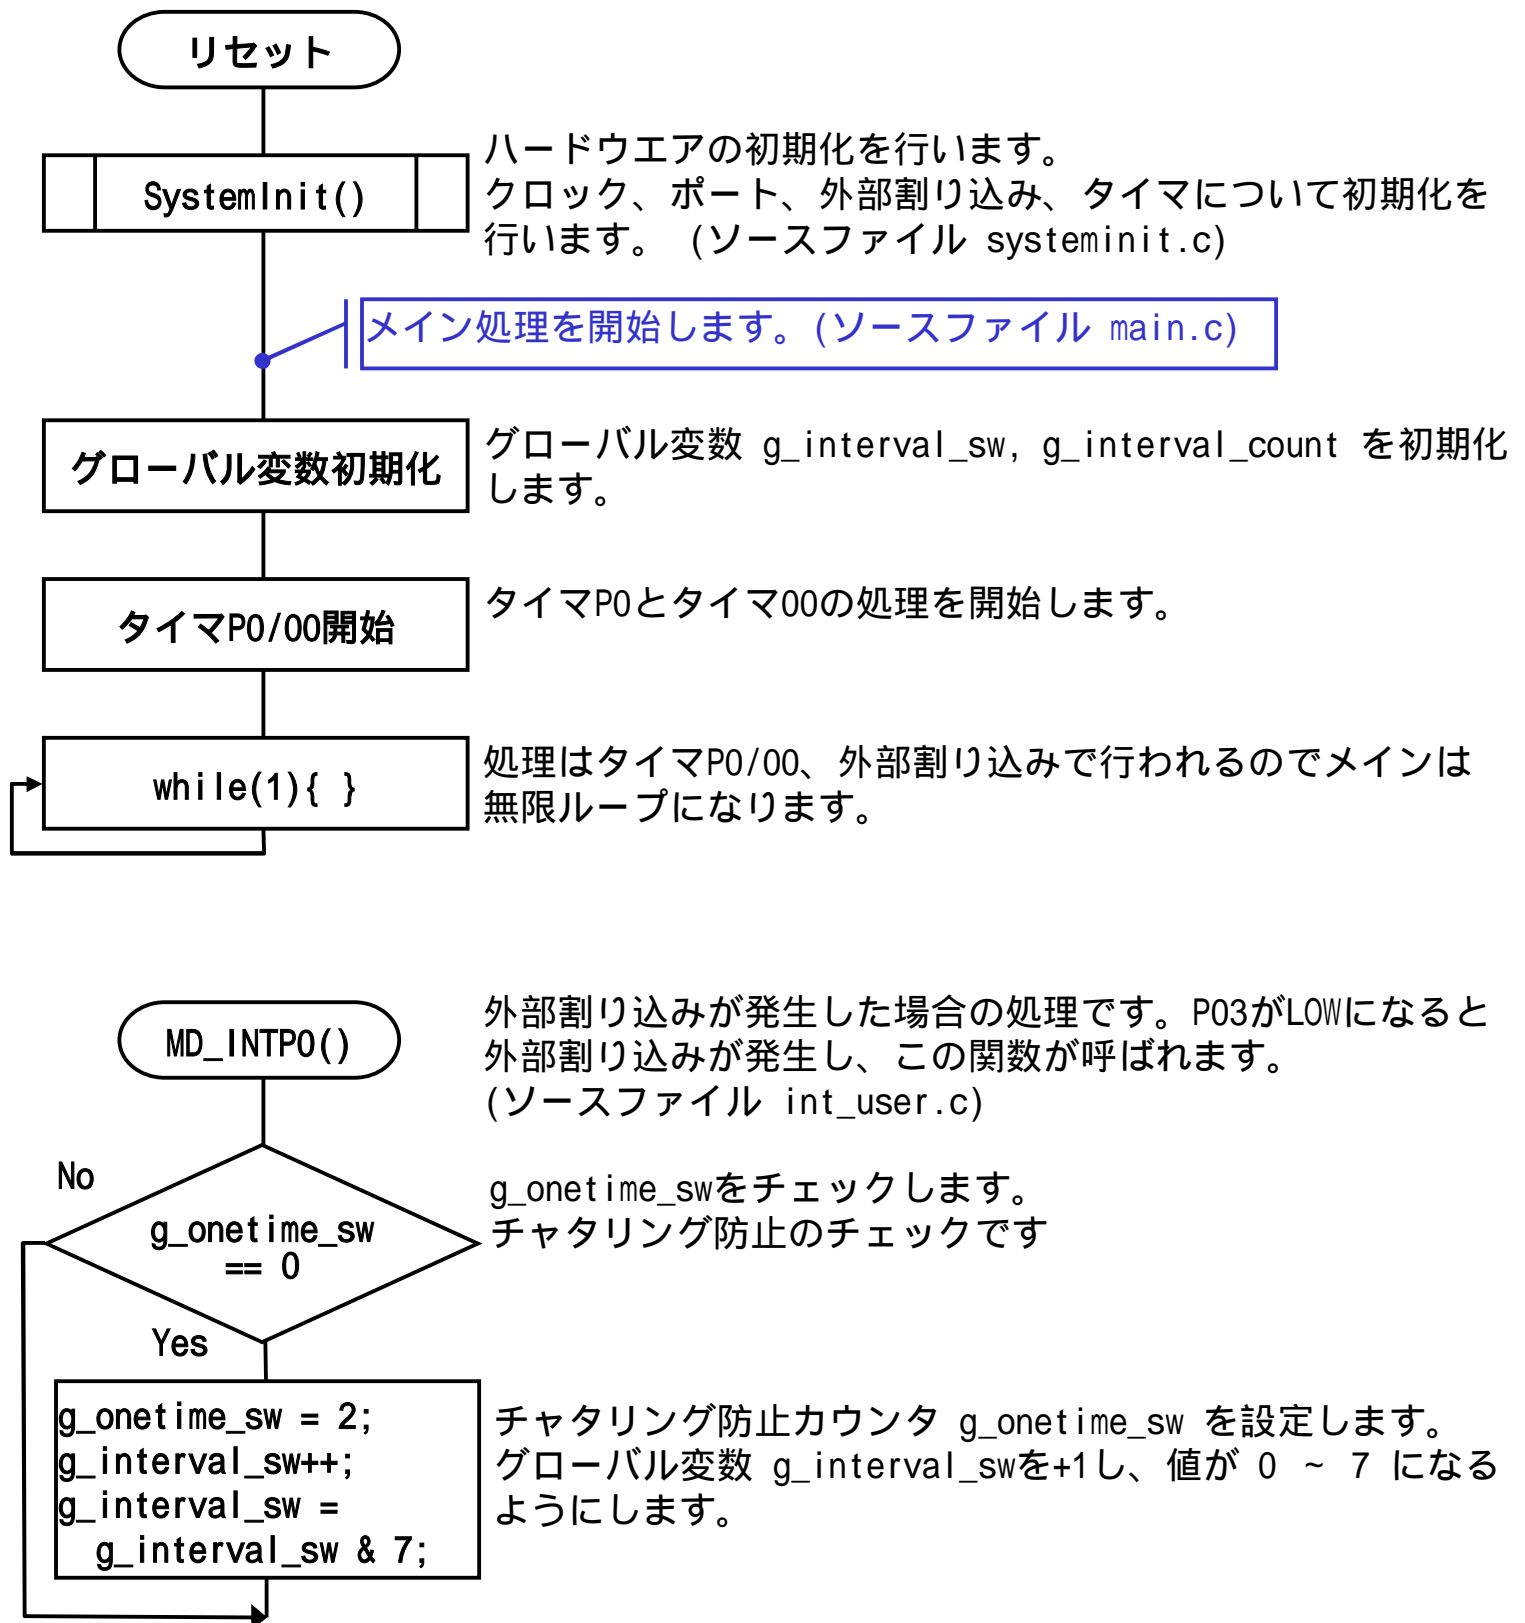 リセット
SystemInit()
ハードウエアの初期化を行います。
クロック、ポート、外部割り込み、タイマについて初期化を
行います。 (ソースファイル systeminit.c)
メイン処理を開始します。(ソースファイル main.c)
グローバル変数初期化
グローバル変数 g_interval_sw, g_interval_count を初期化
します。
タイマP0/00開始
タイマP0とタイマ00の処理を開始します。
while(1){ }
処理はタイマP0/00、外部割り込みで行われるのでメインは
無限ループになります。
MD_INTP0()
外部割り込みが発生した場合の処理です。P03がLOWになると
外部割り込みが発生し、この関数が呼ばれます。
(ソースファイル int_user.c)
No
g_onetime_sw
== 0
g_onetime_swをチェックします。
チャタリング防止のチェックです
Yes
g_onetime_sw = 2;
g_interval_sw++;
g_interval_sw =
g_interval_sw & 7;
チャタリング防止カウンタ g_onetime_sw を設定します。
グローバル変数 g_interval_swを+1し、値が 0 ~ 7 になる
ようにします。